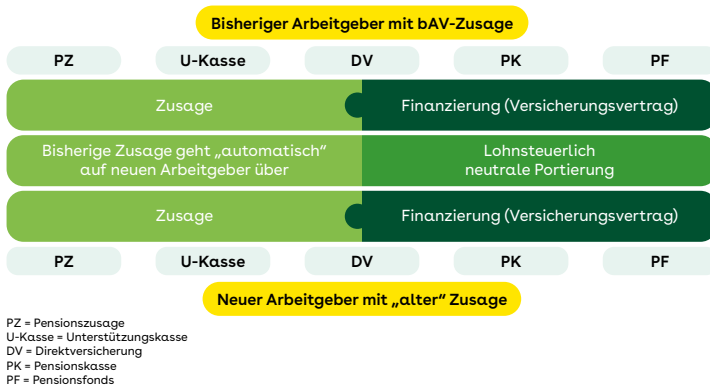 Bisheriger Arbeitgeber mit bAV-Zusage
PZ U-Kasse DV PK PF
Zusage Finanzierung (Versicherungsvertrag)
Bisherige Zusage geht „automatisch" Lohnsteuerlich
auf neuen Arbeitgeber über neutrale Portierung
Zusage Finanzierung (Versicherungsvertrag)
PZ U-Kasse DV PK PF
Neuer Arbeitgeber mit „alter" Zusage
PZ = Pensionszusage
U-Kasse = Unterstützungskasse
DV = Direktversicherung
PK = Pensionskasse
PF = Pensionsfonds